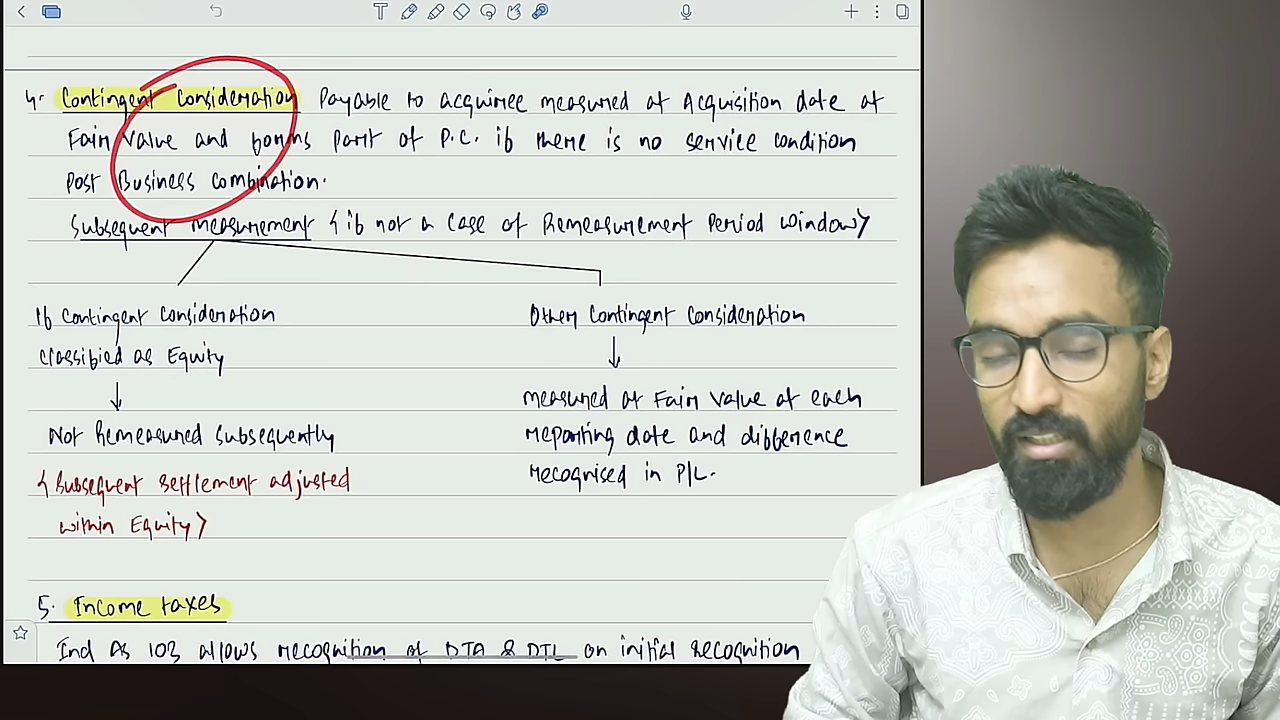 4. Contingent Consideration Payable to acquiree measured at Acquisition date at
Fair Value and forms part of P.C. if there is no service condition
Post Business Combination.
Subsequent measurement { if not a case of Remeasurement Period window}
If Contingent Consideration
classified as Equity
Not Remeasured Subsequently
{ Subsequent settlement adjusted
within Equity }
Other Contingent Consideration
measured at Fair Value at each
reporting date and difference
recognised in P/L.
5. Income taxes
Ind AS 103 allows recognition of DTA & DTL on initial recognition